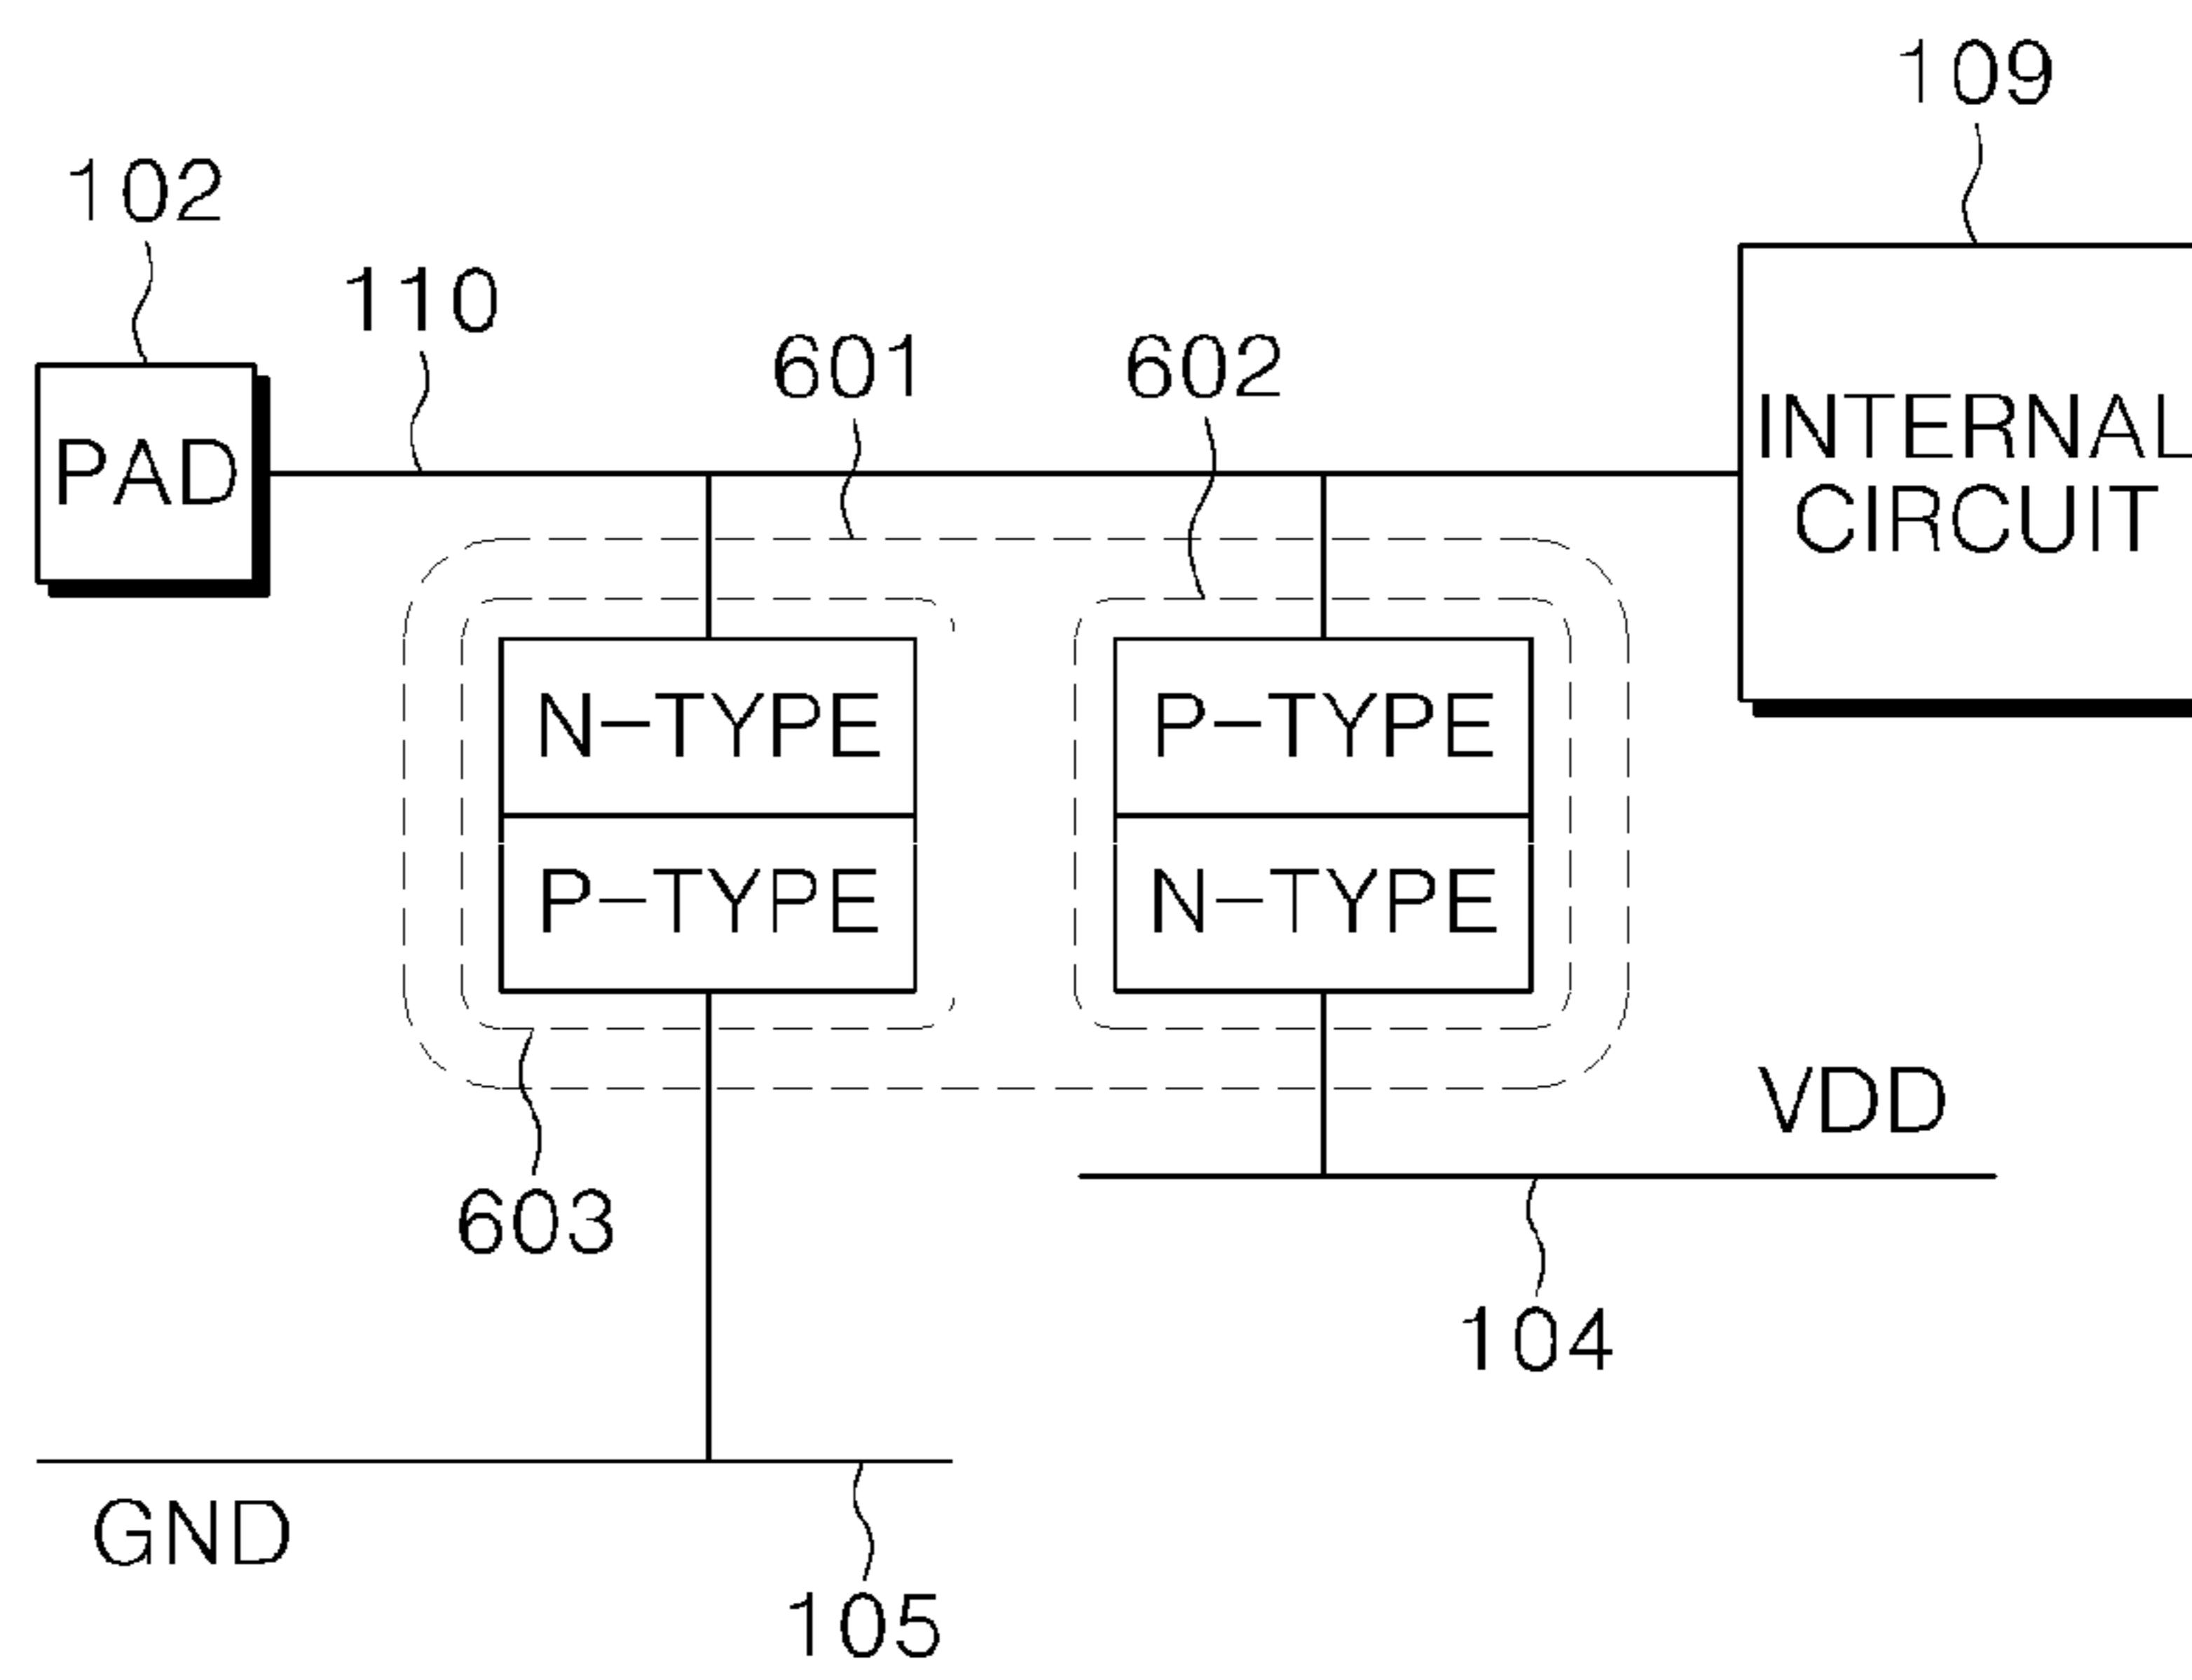 109
102
110
601 602
PAD
INTERNAL
CIRCUIT
N-TYPE P-TYPE
P-TYPE N-TYPE
VDD
603
104
GND
105